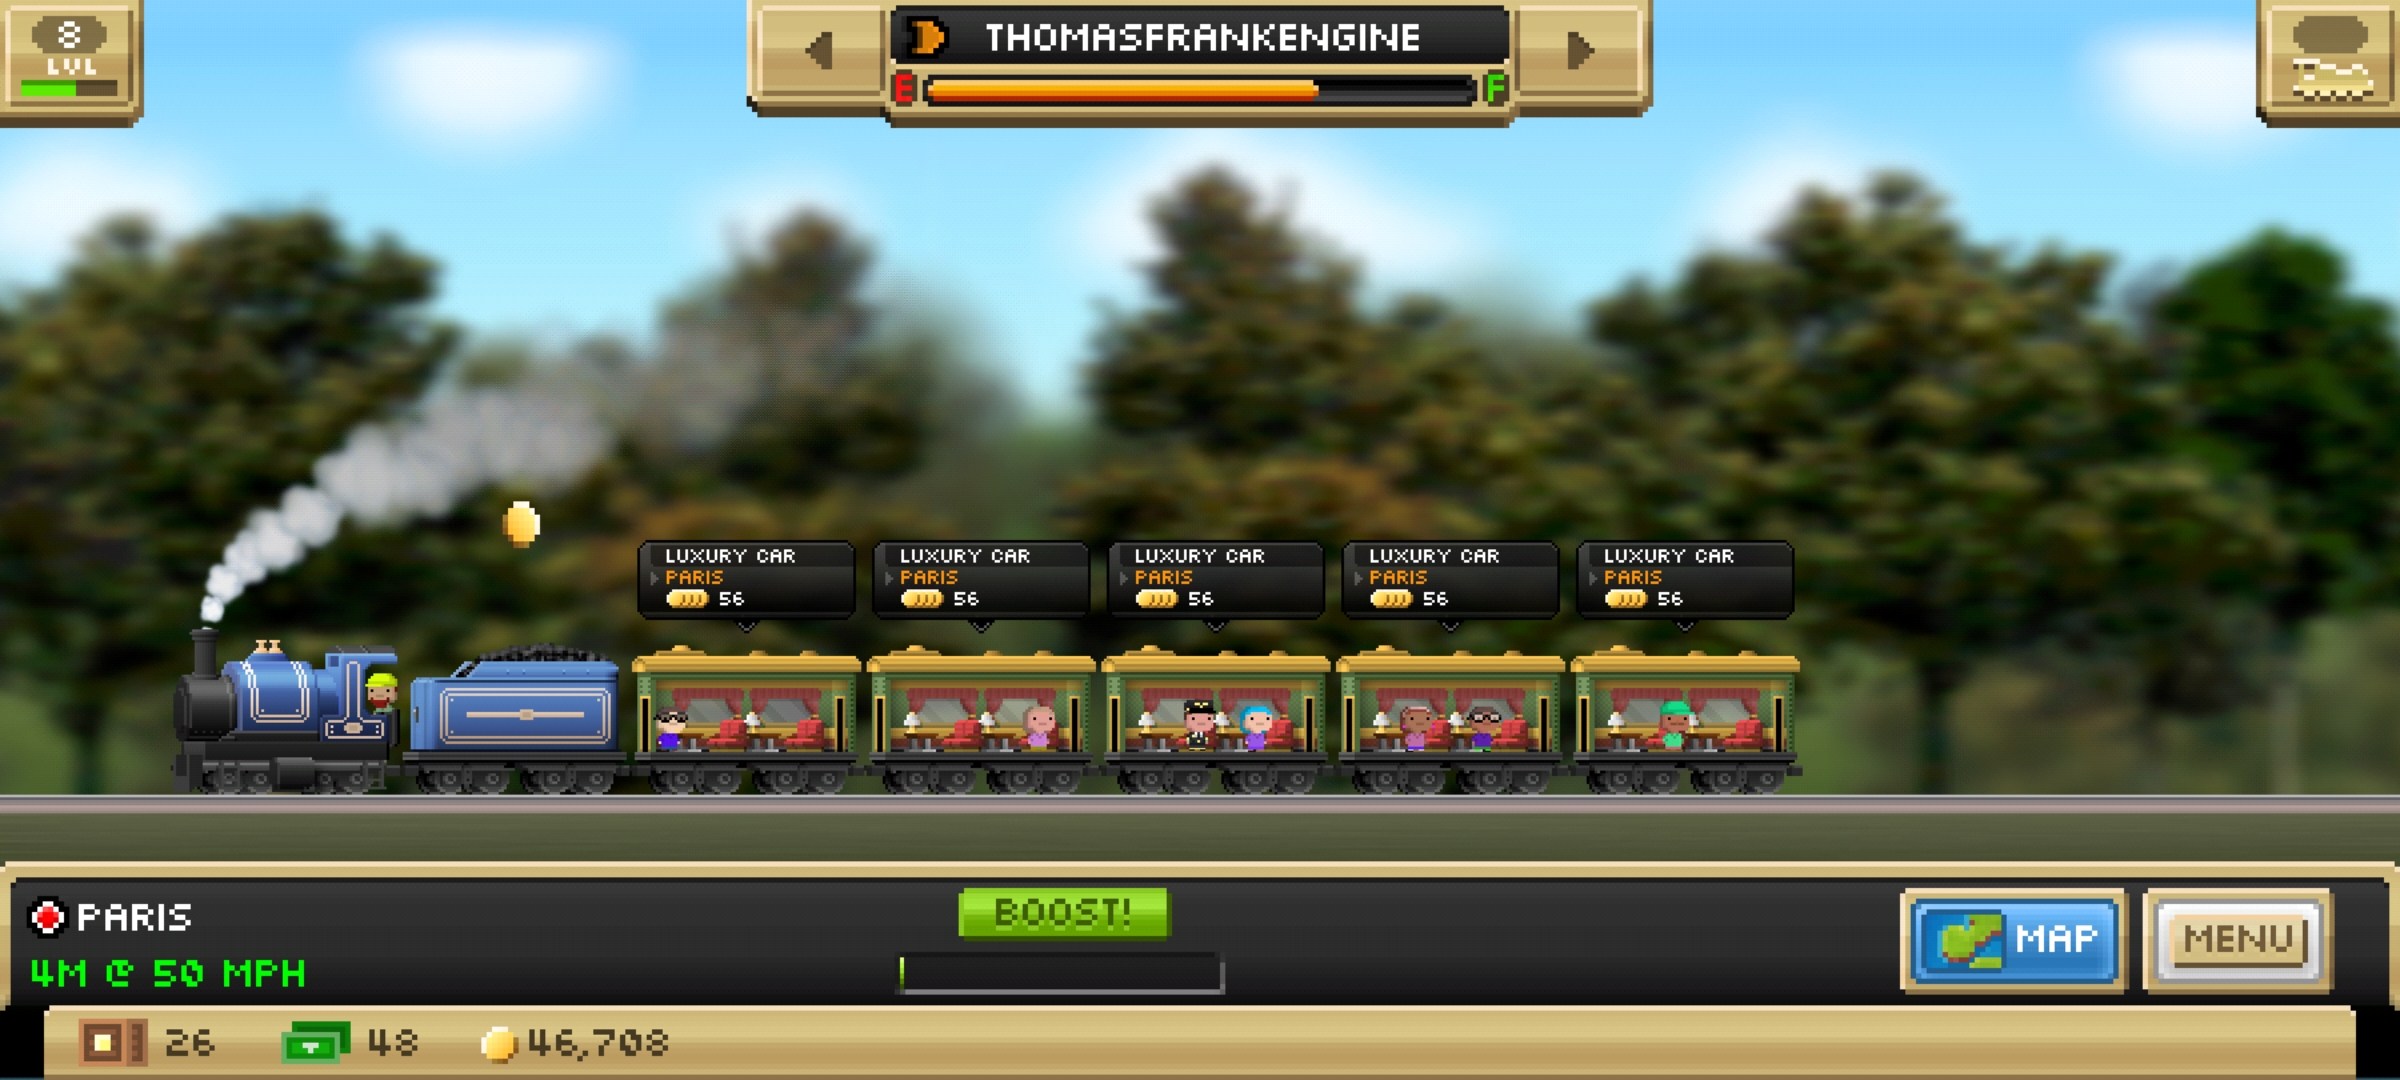 8
LVL
THOMASFRANKENGINE
E F
LUXURY CAR
PARIS
56
LUXURY CAR
PARIS
56
LUXURY CAR
PARIS
56
LUXURY CAR
PARIS
56
LUXURY CAR
PARIS
56
PARIS
4M @ 50 MPH
BOOST!
MAP
MENU
26 48 46,708